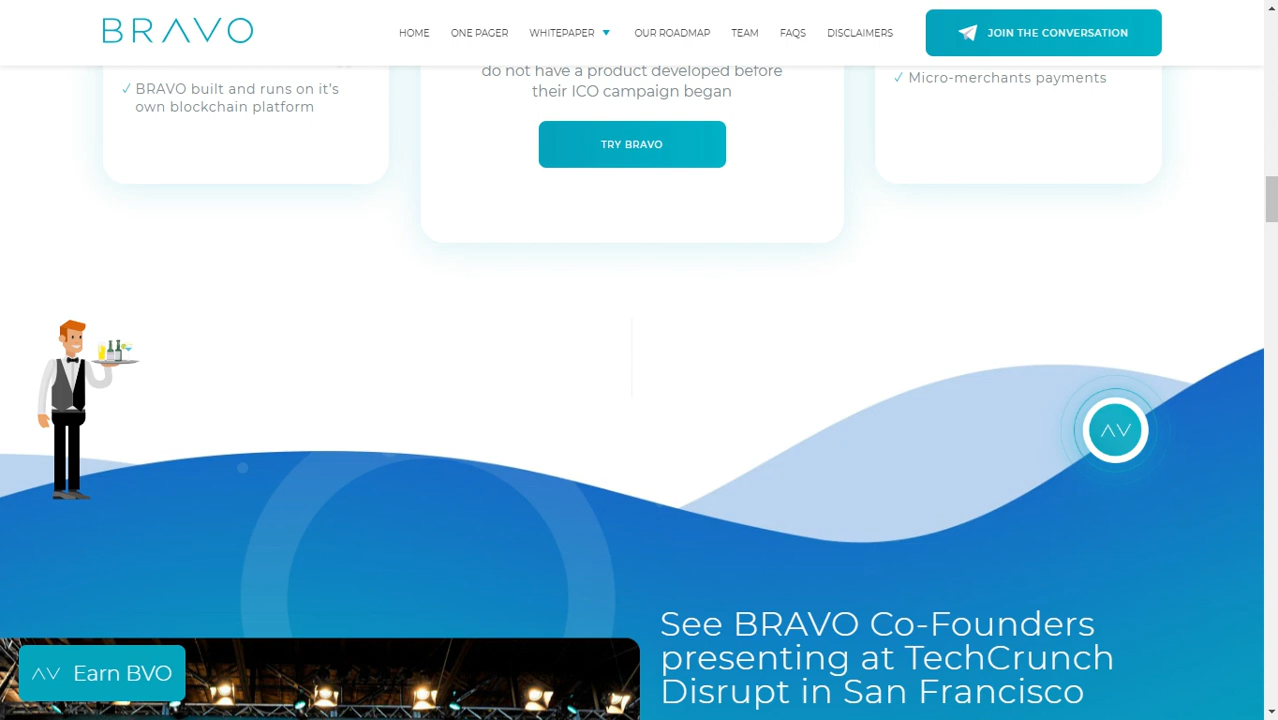 BRAVO
HOME
ONE PAGER
WHITEPAPER
OUR ROADMAP
TEAM
FAQS
DISCLAIMERS
JOIN THE CONVERSATION
✓ BRAVO built and runs on it's
own blockchain platform
do not have a product developed before
their ICO campaign began
TRY BRAVO
✓ Micro-merchants payments
See BRAVO Co-Founders
presenting at TechCrunch
Disrupt in San Francisco
Earn BVO